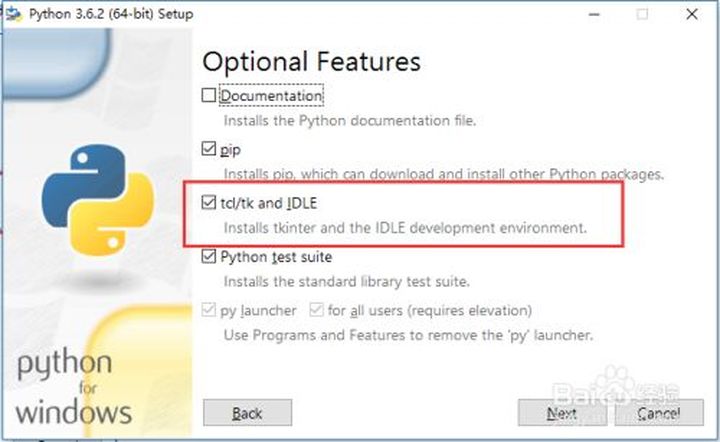 Python 3.6.2 (64-bit) Setup
Optional Features
Documentation
Installs the Python documentation file.
pip
Installs pip, which can download and install other Python packages.
tcl/tk and IDLE
Installs tkinter and the IDLE development environment.
Python test suite
Installs the standard library test suite.
py launcher for all users (requires elevation)
Use Programs and Features to remove the 'py' launcher.
python
for
windows
Back Next Cancel
Baidu 经验